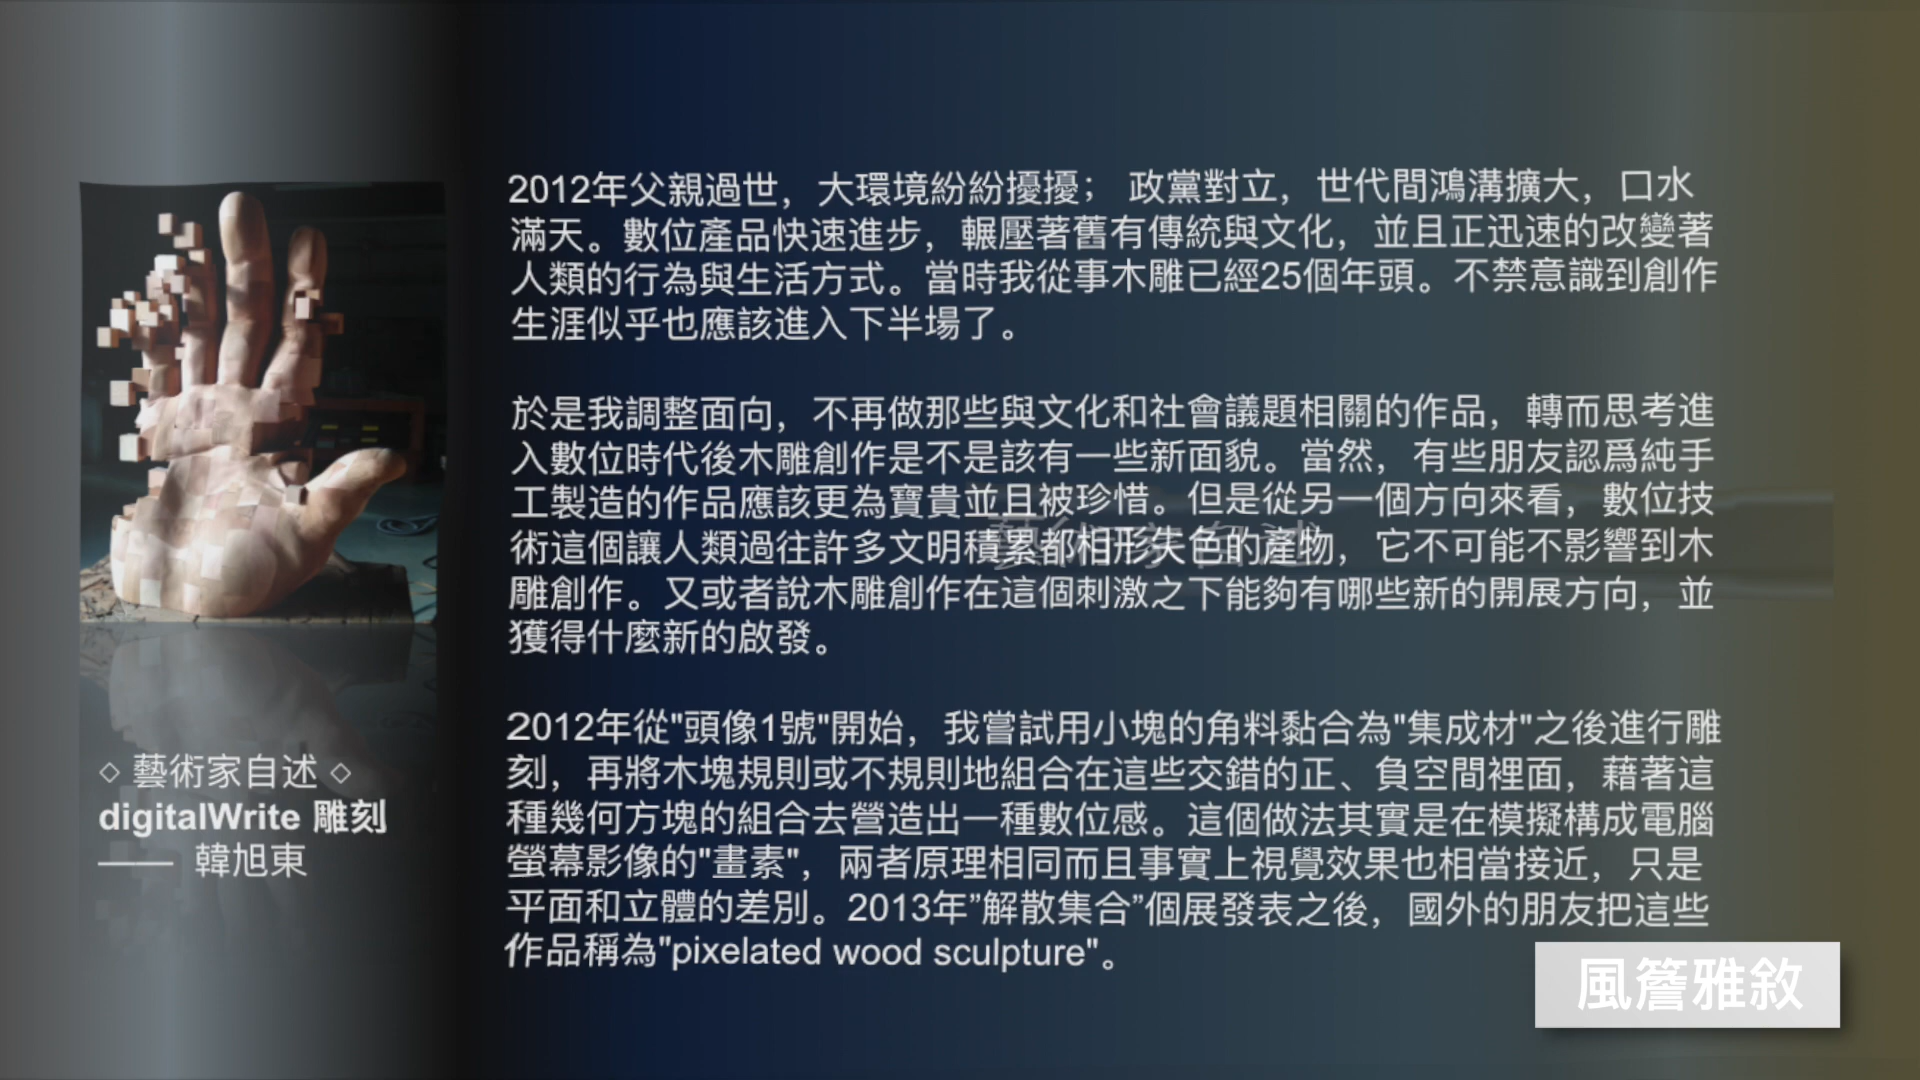 2012年父親過世，大環境紛紛擾擾； 政黨對立，世代間鴻溝擴大，口水
滿天。數位產品快速進步，輾壓著舊有傳統與文化，並且正迅速的改變著
人類的行為與生活方式。當時我從事木雕已經25個年頭。不禁意識到創作
生涯似乎也應該進入下半場了。
於是我調整面向，不再做那些與文化和社會議題相關的作品，轉而思考進
入數位時代後木雕創作是不是該有一些新面貌。當然，有些朋友認爲純手
工製造的作品應該更為寶貴並且被珍惜。但是從另一個方向來看，數位技
術這個讓人類過往許多文明積累都相形失色的產物，它不可能不影響到木
雕創作。又或者說木雕創作在這個刺激之下能夠有哪些新的開展方向，並
獲得什麼新的啟發。
2012年從"頭像1號"開始，我嘗試用小塊的角料黏合為"集成材"之後進行雕
刻，再將木塊規則或不規則地組合在這些交錯的正、負空間裡面，藉著這
種幾何方塊的組合去營造出一種數位感。這個做法其實是在模擬構成電腦
螢幕影像的"畫素"，兩者原理相同而且事實上視覺效果也相當接近，只是
平面和立體的差別。2013年”解散集合”個展發表之後，國外的朋友把這些
作品稱為"pixelated wood sculpture"。
藝術家自述
◇ 藝術家自述 ◇
digitalWrite 雕刻
—— 韓旭東
風簷雅敘